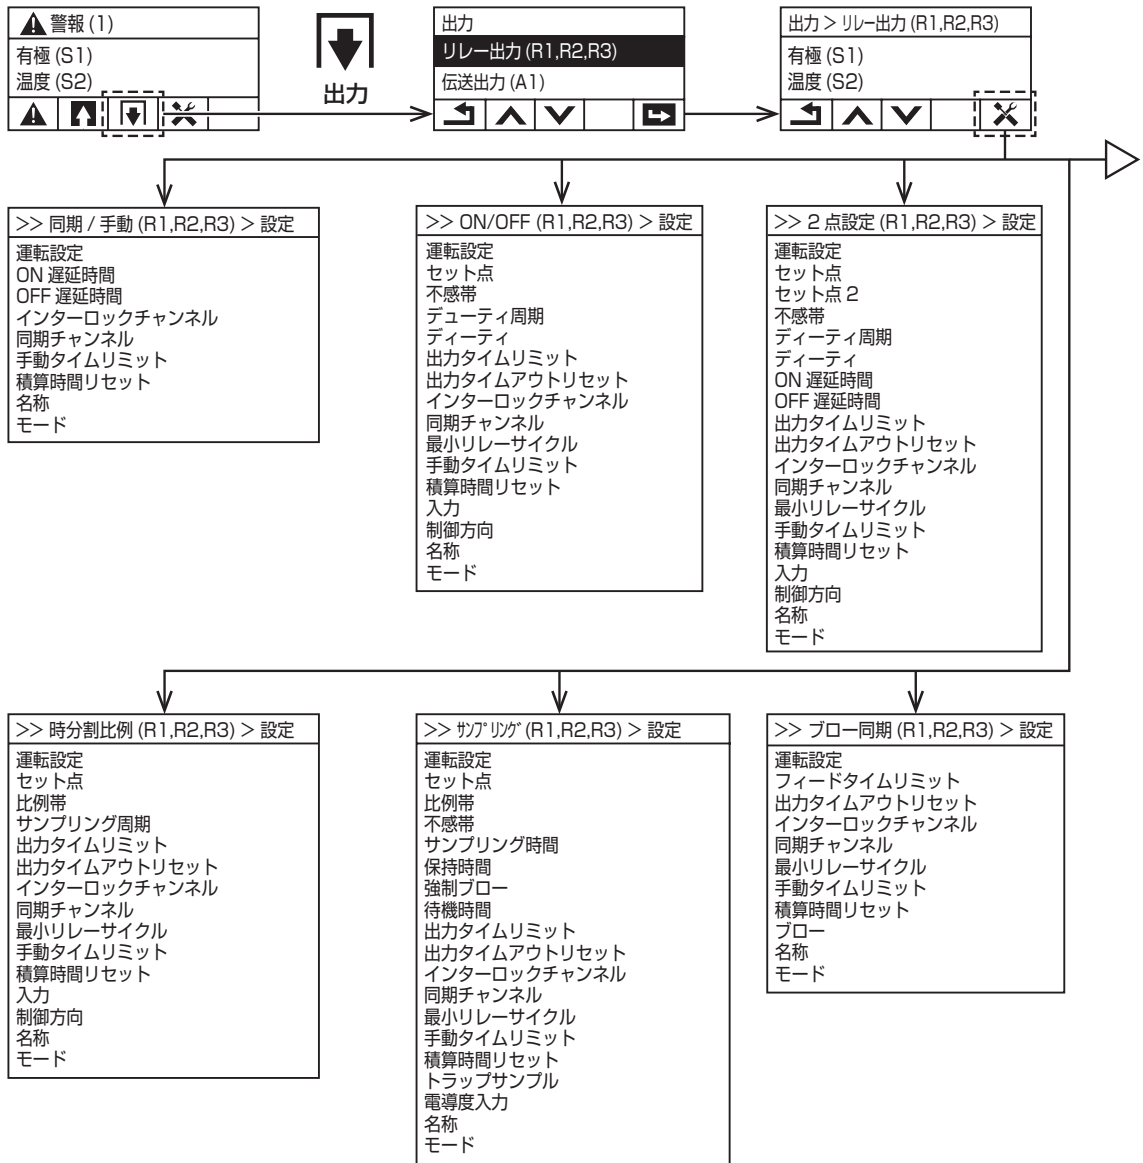 警報 (1)
有極 (S1)
温度 (S2)
出力
出力
リレー出力 (R1,R2,R3)
伝送出力 (A1)
出力 > リレー出力 (R1,R2,R3)
有極 (S1)
温度 (S2)
>> 同期 / 手動 (R1,R2,R3) > 設定
運転設定
ON 遅延時間
OFF 遅延時間
インターロックチャンネル
同期チャンネル
手動タイムリミット
積算時間リセット
名称
モード
>> ON/OFF (R1,R2,R3) > 設定
運転設定
セット点
不感帯
デューティ周期
ディーティ
出力タイムリミット
出力タイムアウトリセット
インターロックチャンネル
同期チャンネル
最小リレーサイクル
手動タイムリミット
積算時間リセット
入力
制御方向
名称
モード
>> 2 点設定 (R1,R2,R3) > 設定
運転設定
セット点
セット点 2
不感帯
ディーティ周期
ディーティ
ON 遅延時間
OFF 遅延時間
出力タイムリミット
出力タイムアウトリセット
インターロックチャンネル
同期チャンネル
最小リレーサイクル
手動タイムリミット
積算時間リセット
入力
制御方向
名称
モード
>> 時分割比例 (R1,R2,R3) > 設定
運転設定
セット点
比例帯
サンプリング周期
出力タイムリミット
出力タイムアウトリセット
インターロックチャンネル
同期チャンネル
最小リレーサイクル
手動タイムリミット
積算時間リセット
入力
制御方向
名称
モード
>> ｻﾝﾌﾟﾘﾝｸﾞ (R1,R2,R3) > 設定
運転設定
セット点
比例帯
不感帯
サンプリング時間
保持時間
強制ブロー
待機時間
出力タイムリミット
出力タイムアウトリセット
インターロックチャンネル
同期チャンネル
最小リレーサイクル
手動タイムリミット
積算時間リセット
トラップサンプル
電導度入力
名称
モード
>> ブロー同期 (R1,R2,R3) > 設定
運転設定
フィードタイムリミット
出力タイムアウトリセット
インターロックチャンネル
同期チャンネル
最小リレーサイクル
手動タイムリミット
積算時間リセット
ブロー
名称
モード